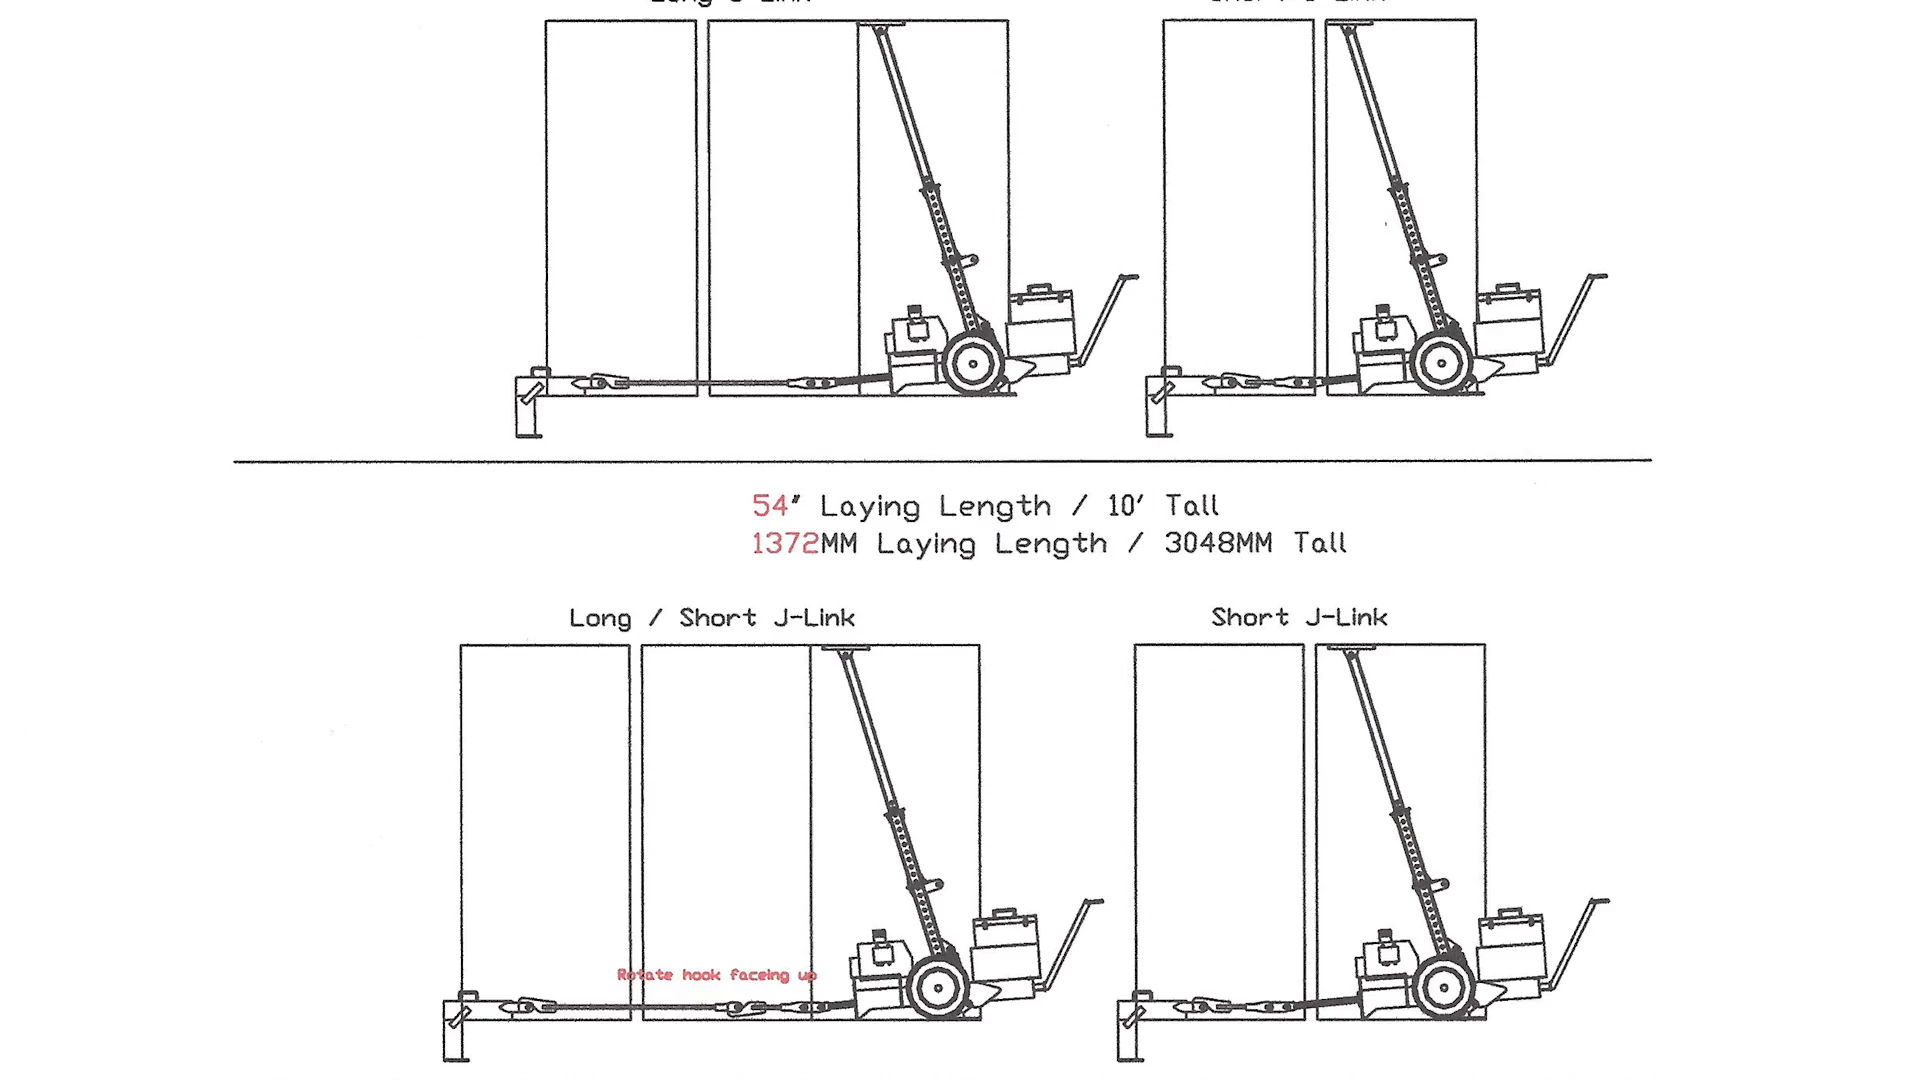 54" Laying Length / 10' Tall
1372MM Laying Length / 3048MM Tall
Long / Short J-Link
Short J-Link
Rotate hook faceing up